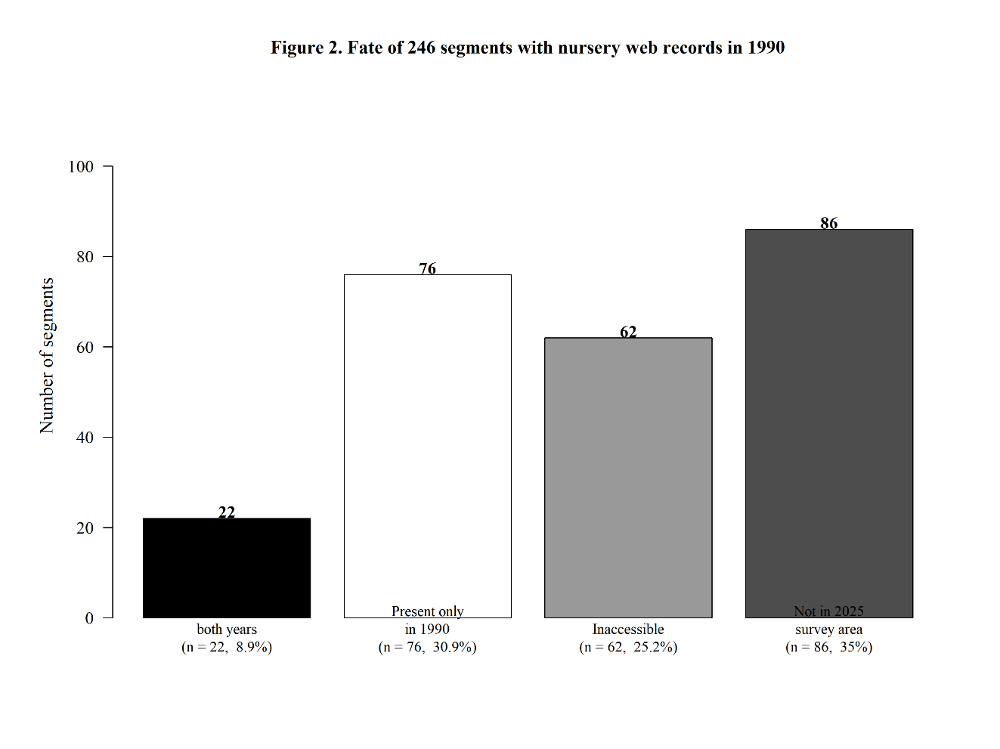 Figure 2. Fate of 246 segments with nursery web records in 1990
Number of segments
100
80
60
40
20
0
22
76
62
86
both years
(n = 22,  8.9%)
Present only
in 1990
(n = 76,  30.9%)
Inaccessible
(n = 62,  25.2%)
Not in 2025
survey area
(n = 86,  35%)